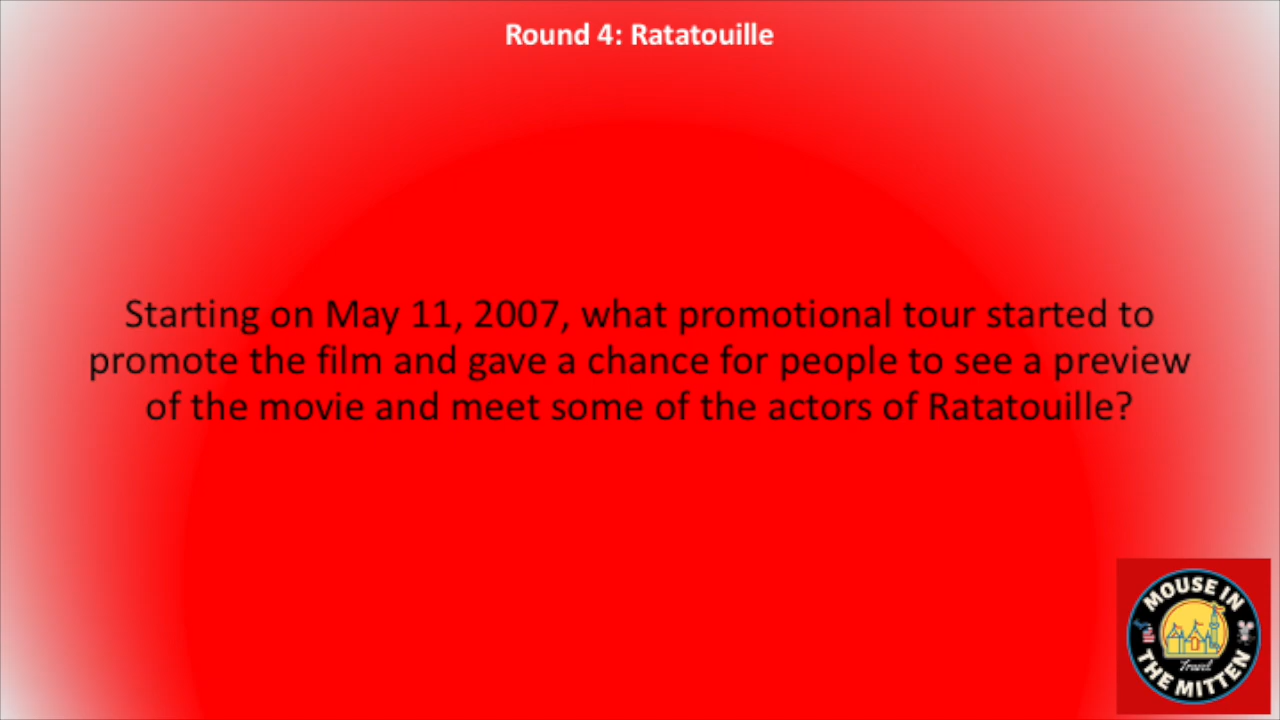 Round 4: Ratatouille
Starting on May 11, 2007, what promotional tour started to
promote the film and gave a chance for people to see a preview
of the movie and meet some of the actors of Ratatouille?
MOUSE IN
Travel
THE MITTEN